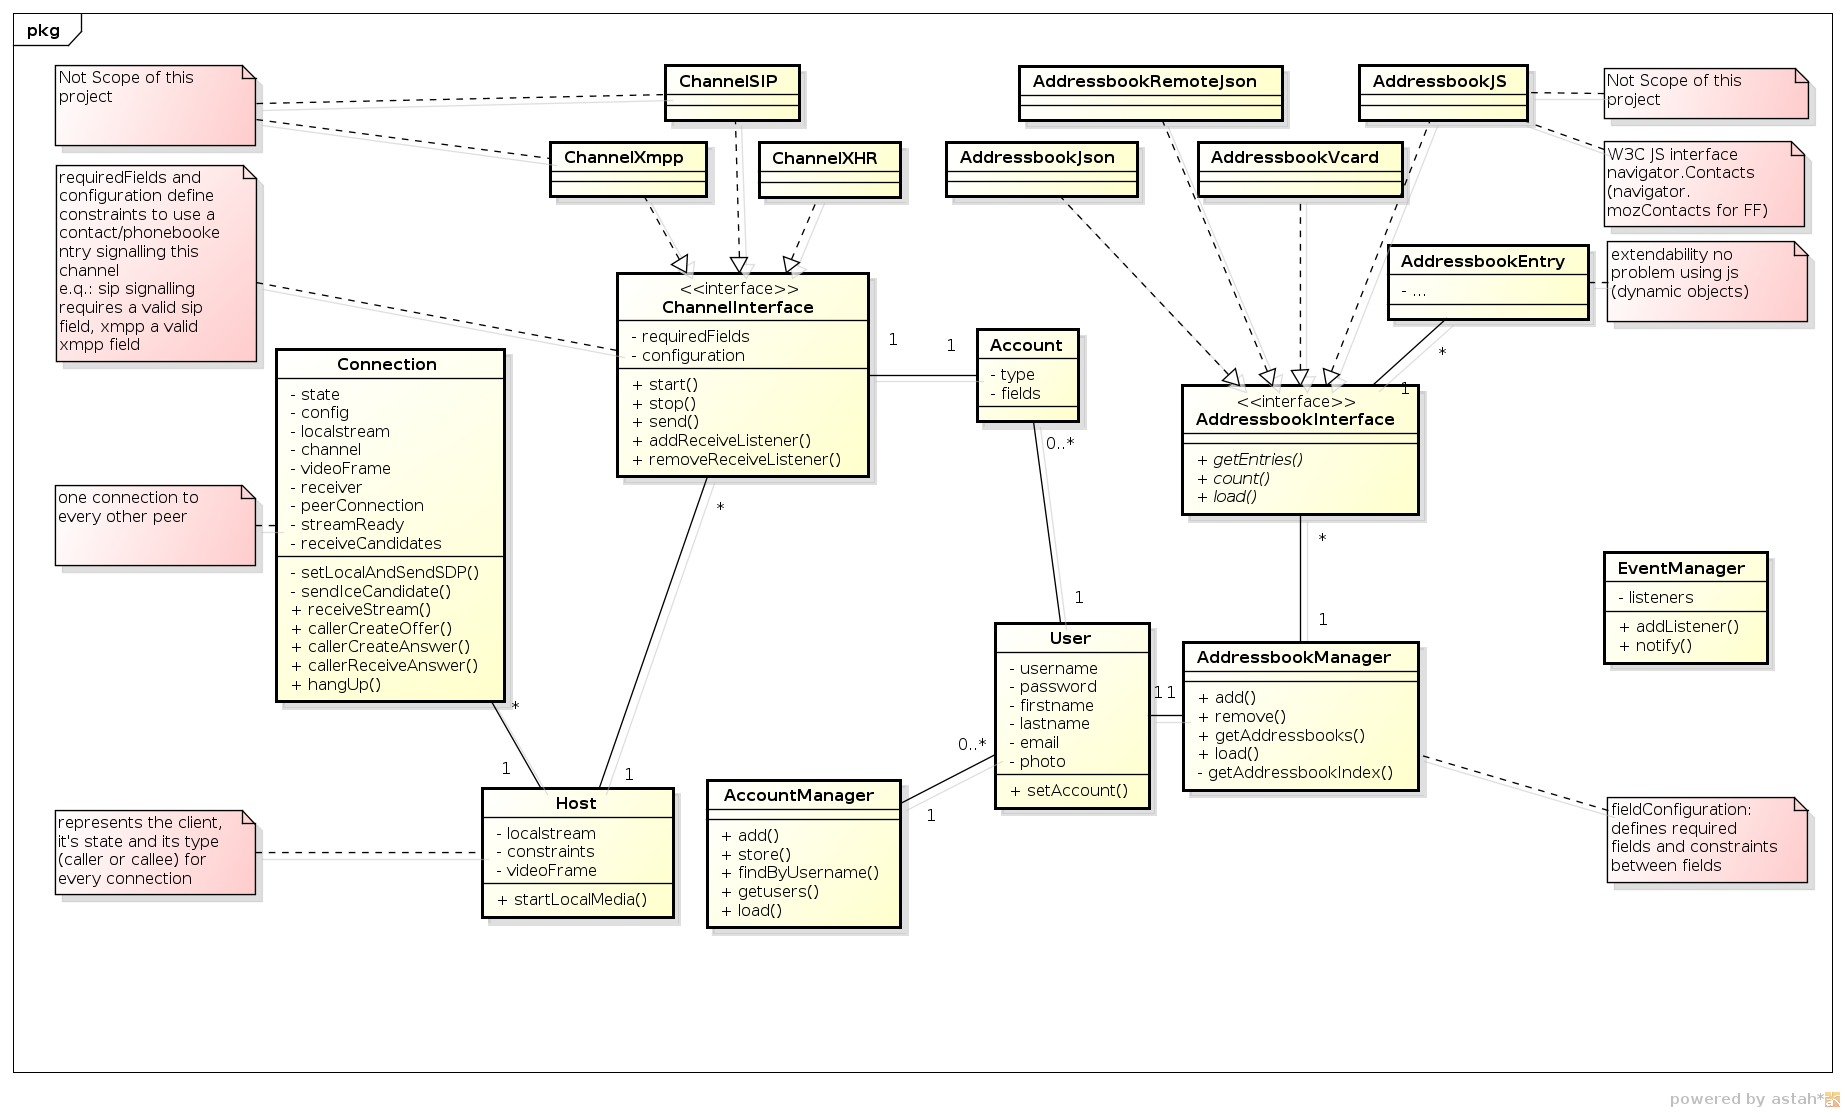 pkg
Not Scope of this
project
ChannelSIP
AddressbookRemoteJson
AddressbookJS
Not Scope of this
project
ChannelXmpp
ChannelXHR
AddressbookJson
AddressbookVcard
W3C JS interface
navigator.Contacts
(navigator.
mozContacts for FF)
requiredFields and
configuration define
constraints to use a
contact/phonebooke
ntry signalling this
channel
e.q.: sip signalling
requires a valid sip
field, xmpp a valid
xmpp field
AddressbookEntry
- ...
extendability no
problem using js
(dynamic objects)
<<interface>>
ChannelInterface
- requiredFields
- configuration
+ start()
+ stop()
+ send()
+ addReceiveListener()
+ removeReceiveListener()
1
1
Account
- type
- fields
0..*
*
1
<<interface>>
AddressbookInterface
+ getEntries()
+ count()
+ load()
Connection
- state
- config
- localstream
- channel
- videoFrame
- receiver
- peerConnection
- streamReady
- receiveCandidates
- setLocalAndSendSDP()
- sendIceCandidate()
+ receiveStream()
+ callerCreateOffer()
+ callerCreateAnswer()
+ callerReceiveAnswer()
+ hangUp()
one connection to
every other peer
*
*
EventManager
- listeners
+ addListener()
+ notify()
1
1
User
- username
- password
- firstname
- lastname
- email
- photo
+ setAccount()
1
1
AddressbookManager
+ add()
+ remove()
+ getAddressbooks()
+ load()
- getAddressbookIndex()
*
1
1
0..*
1
Host
- localstream
- constraints
- videoFrame
+ startLocalMedia()
AccountManager
+ add()
+ store()
+ findByUsername()
+ getusers()
+ load()
represents the client,
it's state and its type
(caller or callee) for
every connection
fieldConfiguration:
defines required
fields and constraints
between fields
powered by astah*